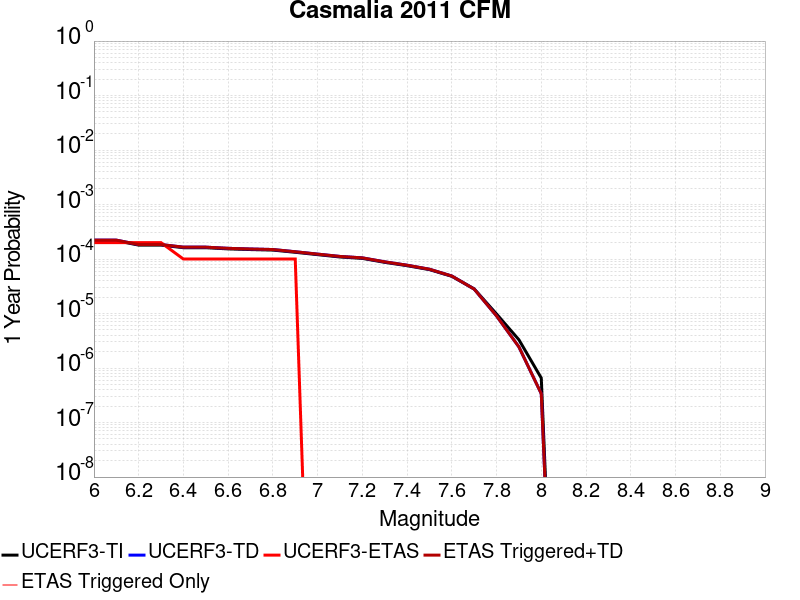 Casmalia 2011 CFM
1 Year Probability
10^0
10^-1
10^-2
10^-3
10^-4
10^-5
10^-6
10^-7
10^-8
6 6.2 6.4 6.6 6.8 7 7.2 7.4 7.6 7.8 8 8.2 8.4 8.6 8.8 9
Magnitude
UCERF3-TI UCERF3-TD UCERF3-ETAS ETAS Triggered+TD
ETAS Triggered Only